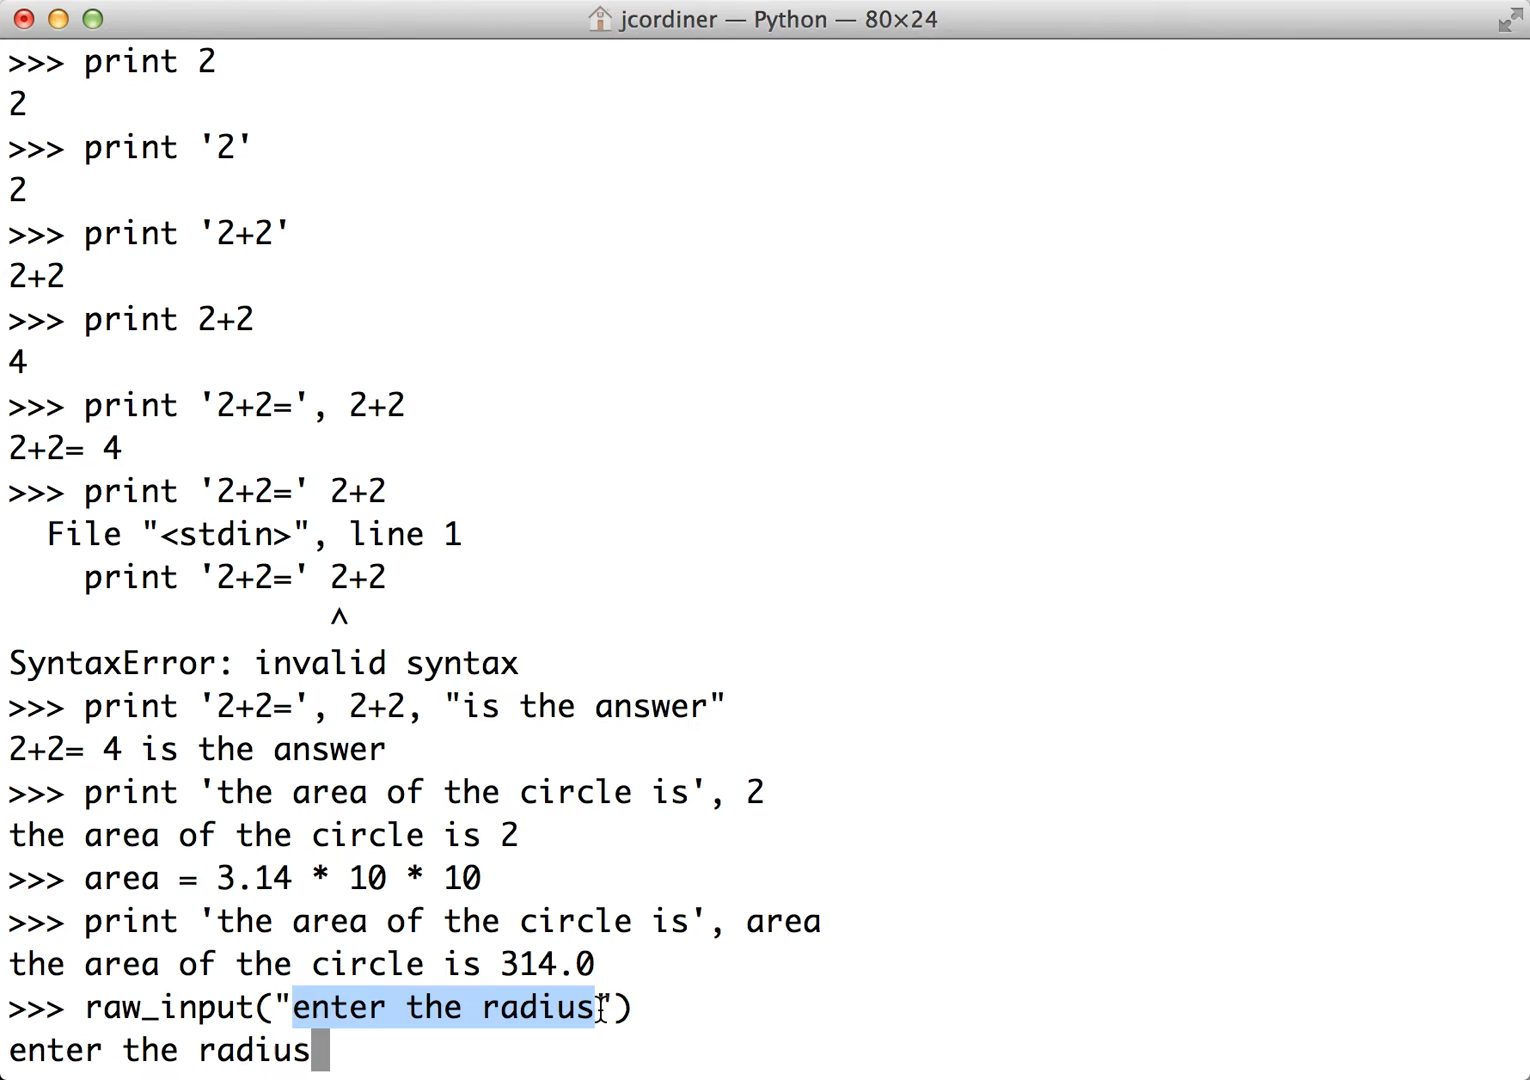 jcordiner — Python — 80×24
>>> print 2
2
>>> print '2'
2
>>> print '2+2'
2+2
>>> print 2+2
4
>>> print '2+2=', 2+2
2+2= 4
>>> print '2+2=' 2+2
  File "<stdin>", line 1
    print '2+2=' 2+2
                 ^
SyntaxError: invalid syntax
>>> print '2+2=', 2+2, "is the answer"
2+2= 4 is the answer
>>> print 'the area of the circle is', 2
the area of the circle is 2
>>> area = 3.14 * 10 * 10
>>> print 'the area of the circle is', area
the area of the circle is 314.0
>>> raw_input("enter the radius")
enter the radius